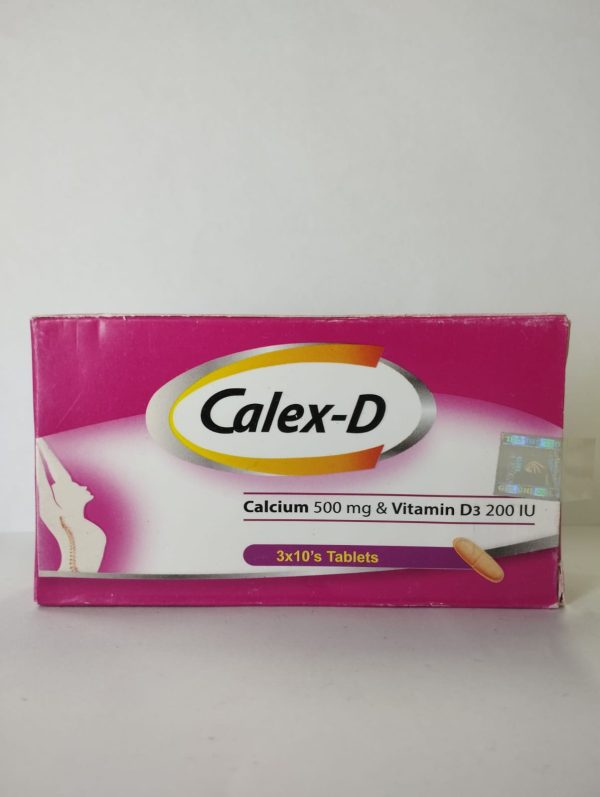 Calex-D
Calcium 500 mg & Vitamin D3 200 IU
3x10's Tablets